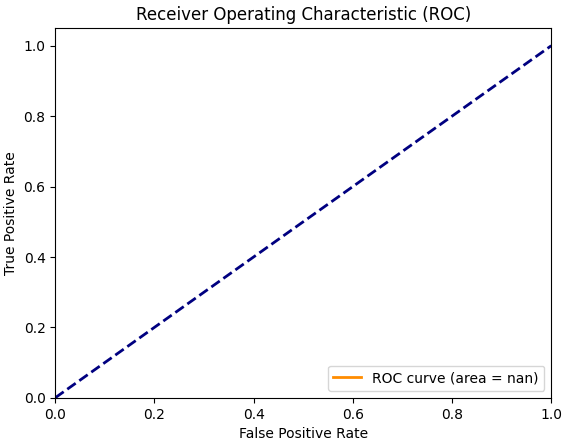 Receiver Operating Characteristic (ROC)
True Positive Rate
1.0
0.8
0.6
0.4
0.2
0.0
ROC curve (area = nan)
0.0 0.2 0.4 0.6 0.8 1.0
False Positive Rate